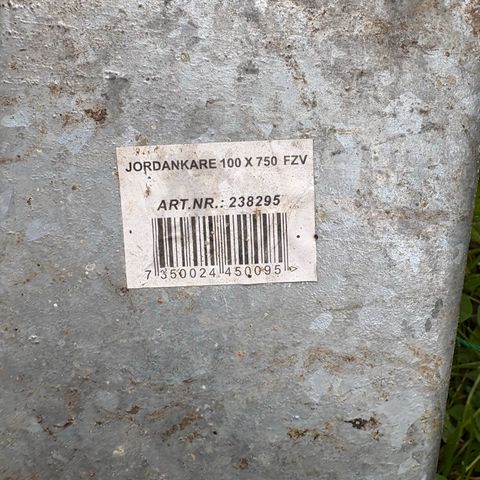 JORDANKARE 100 X 750 FZV
ART.NR.: 238295
7 350024 450095 >